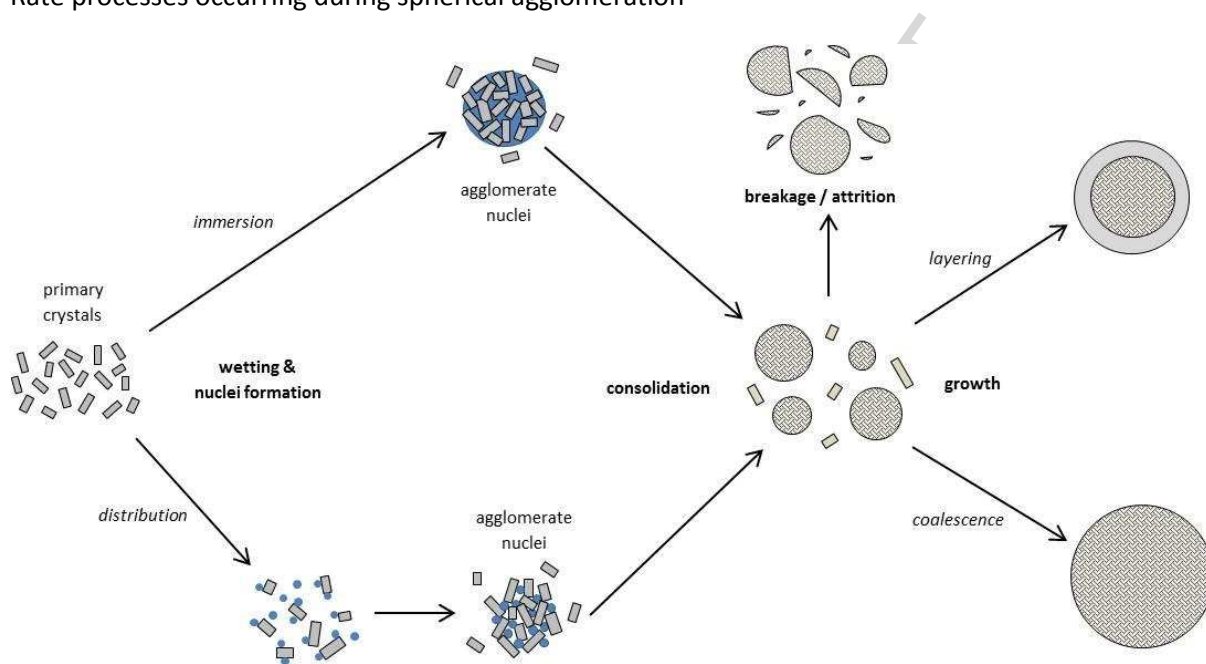 Rate processes occurring during spherical agglomeration
agglomerate
nuclei
breakage / attrition
immersion
layering
primary
crystals
wetting &
nuclei formation
consolidation
growth
distribution
agglomerate
nuclei
coalescence